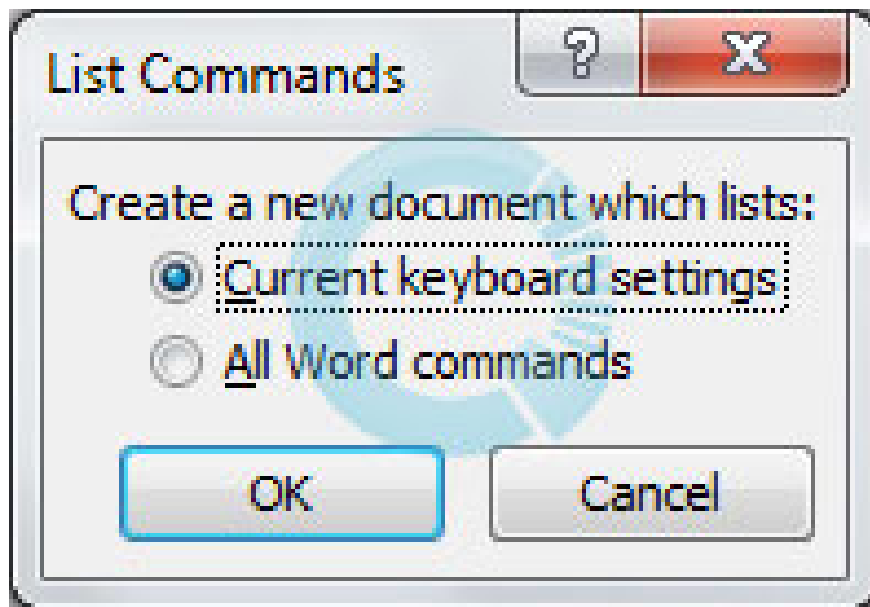 List Commands
Create a new document which lists:
Current keyboard settings
All Word commands
OK Cancel